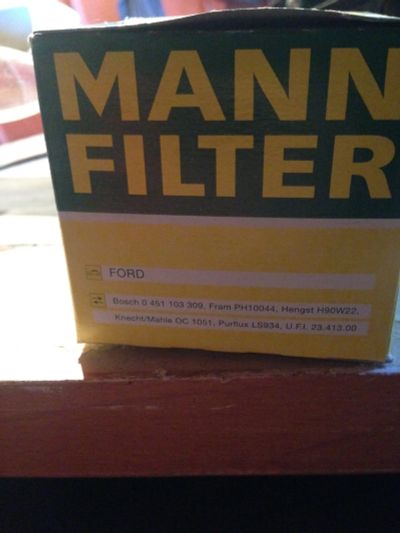 MANN
FILTER
FORD
Bosch 0 451 103 309, Fram PH10044, Hengst H90W22,
Knecht/Mahle OC 1051, Purflux LS934, U.F.I. 23.413.00